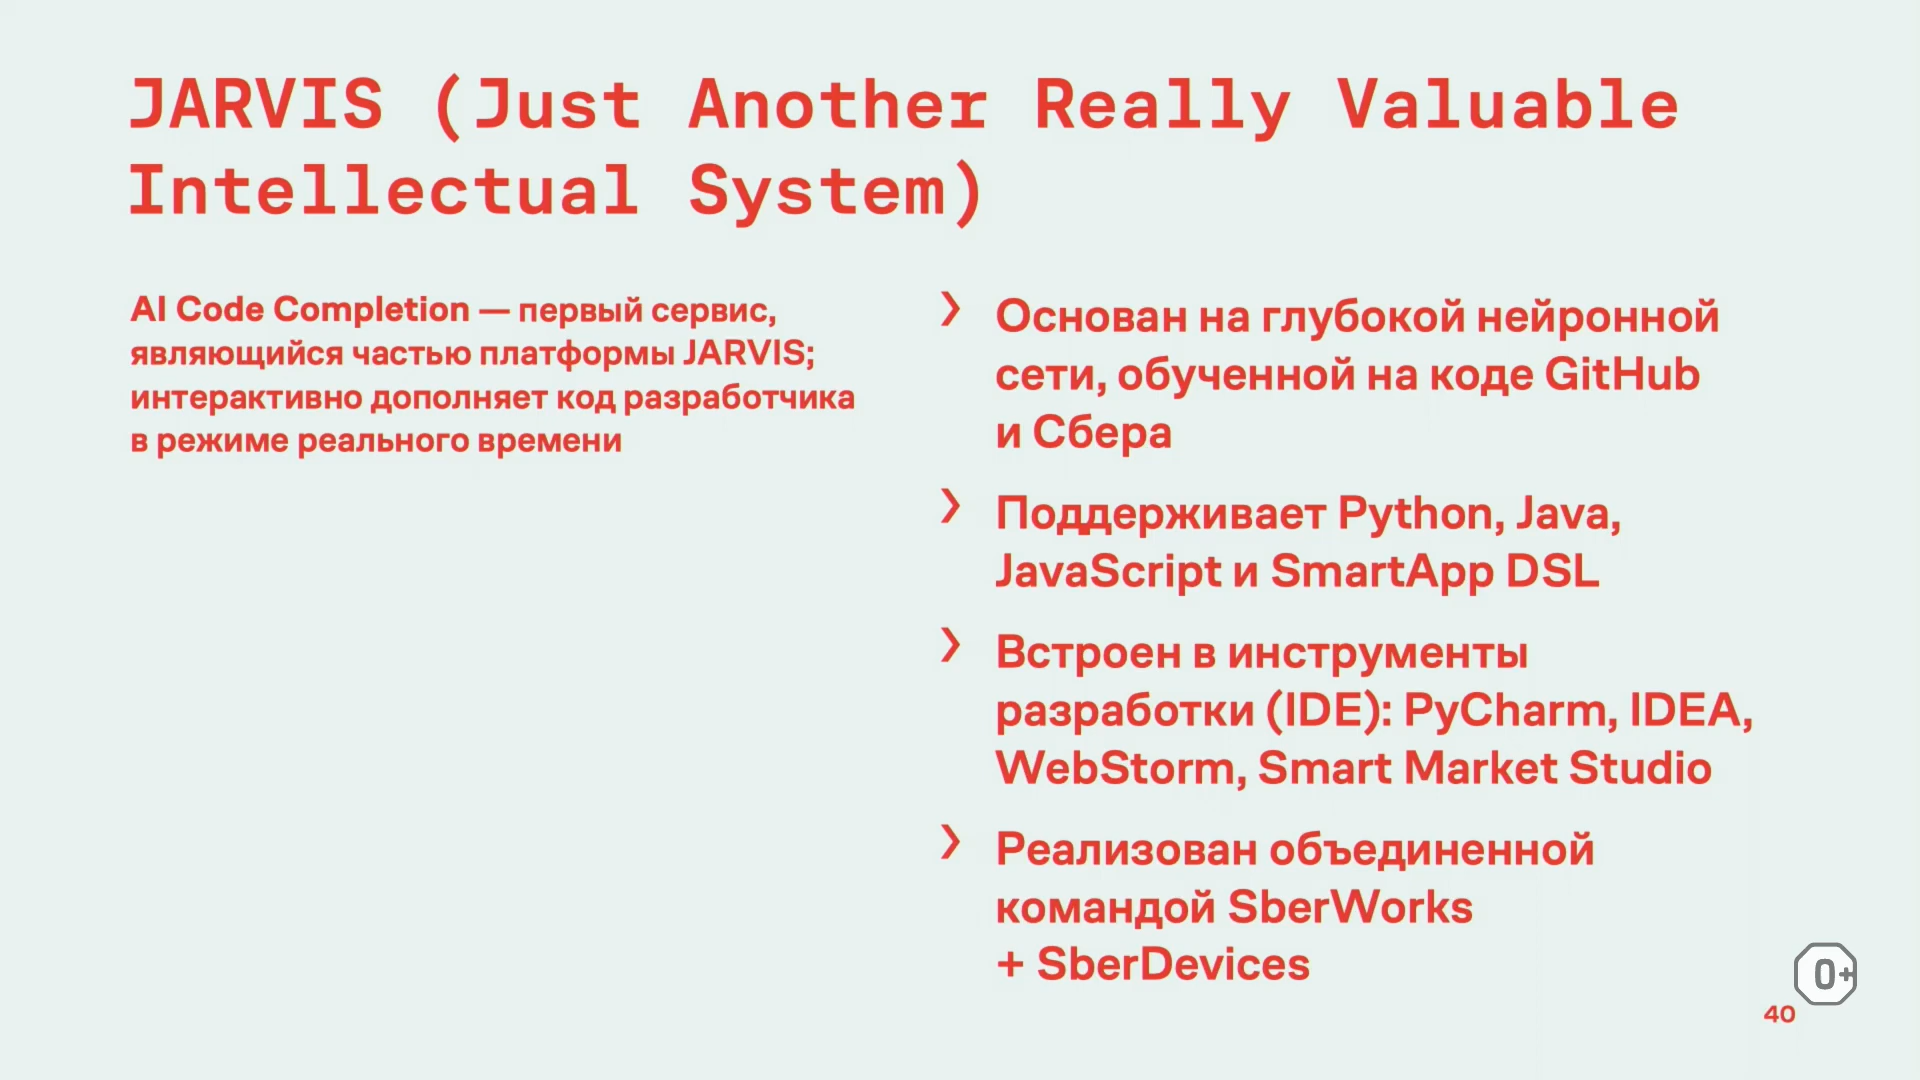 JARVIS (Just Another Really Valuable
Intellectual System)
AI Code Completion — первый сервис,
являющийся частью платформы JARVIS;
интерактивно дополняет код разработчика
в режиме реального времени
› Основан на глубокой нейронной
сети, обученной на коде GitHub
и Сбера
› Поддерживает Python, Java,
JavaScript и SmartApp DSL
› Встроен в инструменты
разработки (IDE): PyCharm, IDEA,
WebStorm, Smart Market Studio
› Реализован объединенной
командой SberWorks
+ SberDevices
0+
40